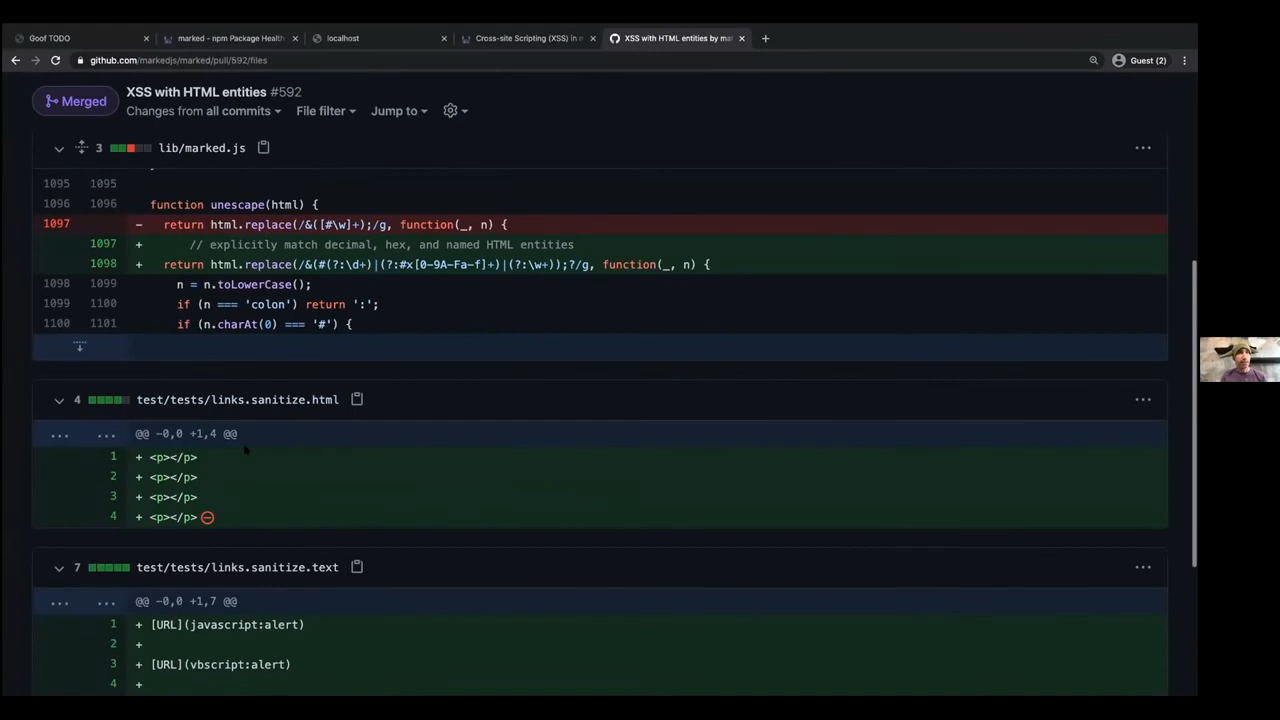 Goof TODO
marked - npm Package Health
localhost
Cross-site Scripting (XSS) in
XSS with HTML entities by ma
github.com/markedjs/marked/pull/592/files
Guest (2)
Merged
XSS with HTML entities #592
Changes from all commits
File filter
Jump to
3 lib/marked.js
1095 1095
1096 1096 function unescape(html) {
1097 - return html.replace(/&([#\w]+);/g, function(_, n) {
1097 + // explicitly match decimal, hex, and named HTML entities
1098 + return html.replace(/&(#(?:\d+)|(?:#x[0-9A-Fa-f]+)|(?:\w+));?/g, function(_, n) {
1098 1099 n = n.toLowerCase();
1099 1100 if (n === 'colon') return ':';
1100 1101 if (n.charAt(0) === '#') {
4 test/tests/links.sanitize.html
... ... @@ -0,0 +1,4 @@
1 + <p></p>
2 + <p></p>
3 + <p></p>
4 + <p></p>
7 test/tests/links.sanitize.text
... ... @@ -0,0 +1,7 @@
1 + [URL](javascript:alert)
2 +
3 + [URL](vbscript:alert)
4 +